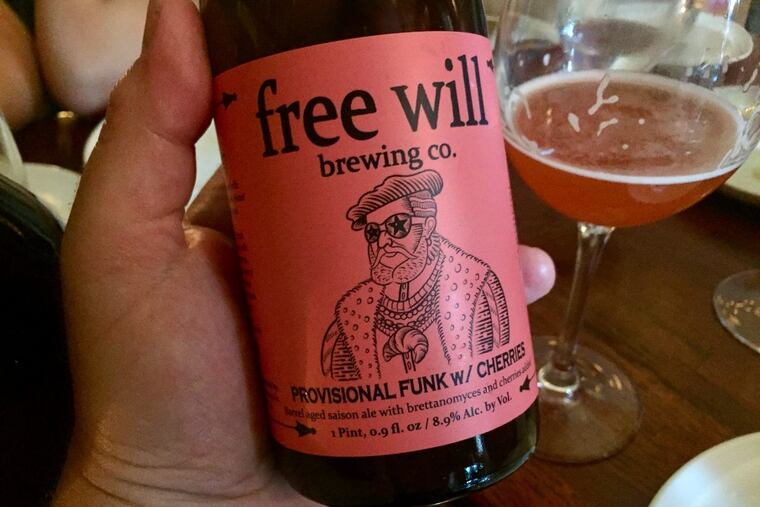 free will
brewing co.
PROVISIONAL FUNK W/ CHERRIES
Barrel aged saison ale with brettanomyces and cherries added
1 Pint, 0.9 fl. oz / 8.9% Alc. by Vol.